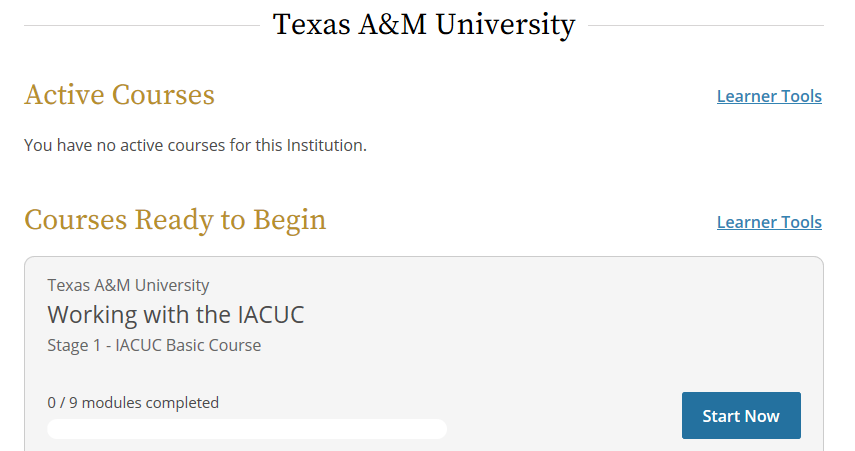 Texas A&M University
Active Courses
Learner Tools
You have no active courses for this Institution.
Courses Ready to Begin
Learner Tools
Texas A&M University
Working with the IACUC
Stage 1 - IACUC Basic Course
0 / 9 modules completed
Start Now